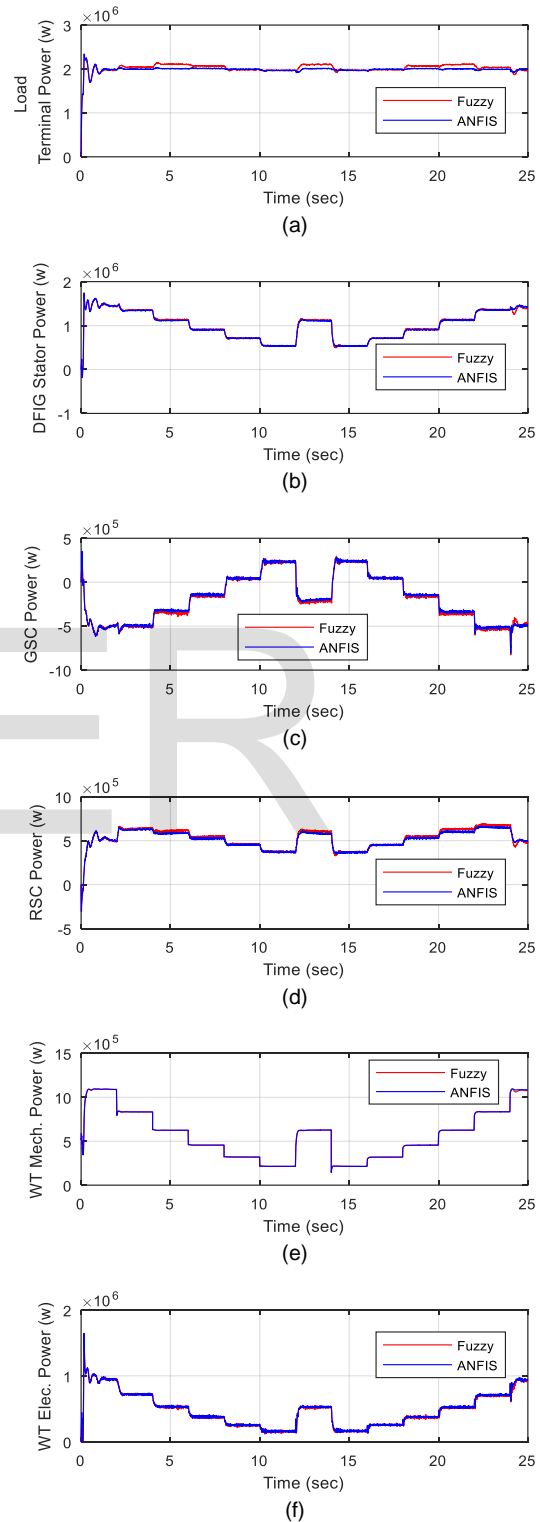 ×10^6
3
2
1
0
Load
Terminal Power (w)
Fuzzy
ANFIS
0 5 10 15 20 25
Time (sec)
(a)
×10^6
2
1
0
-1
DFIG Stator Power (w)
Fuzzy
ANFIS
0 5 10 15 20 25
Time (sec)
(b)
×10^5
5
0
-5
-10
GSC Power (w)
Fuzzy
ANFIS
0 5 10 15 20 25
Time (sec)
(c)
×10^5
10
5
0
-5
RSC Power (w)
Fuzzy
ANFIS
0 5 10 15 20 25
Time (sec)
(d)
×10^5
15
10
5
0
WT Mech. Power (w)
Fuzzy
ANFIS
0 5 10 15 20 25
Time (sec)
(e)
×10^6
2
1
0
WT Elec. Power (w)
Fuzzy
ANFIS
0 5 10 15 20 25
Time (sec)
(f)
ER